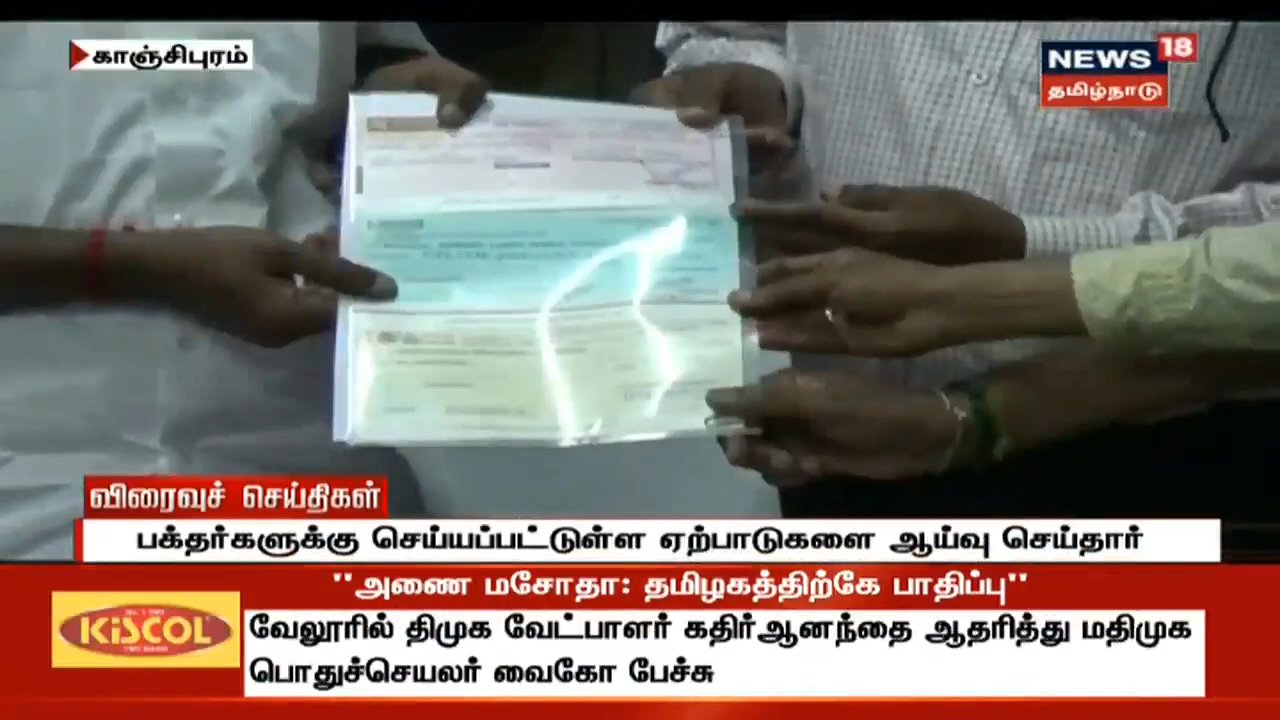 காஞ்சிபுரம்
NEWS 18
தமிழ்நாடு
விரைவுச் செய்திகள்
பக்தர்களுக்கு செய்யப்பட்டுள்ள ஏற்பாடுகளை ஆய்வு செய்தார்
"அணை மசோதா: தமிழகத்திற்கே பாதிப்பு"
KiSCOL
வேலூரில் திமுக வேட்பாளர் கதிர்ஆனந்தை ஆதரித்து மதிமுக
பொதுச்செயலர் வைகோ பேச்சு